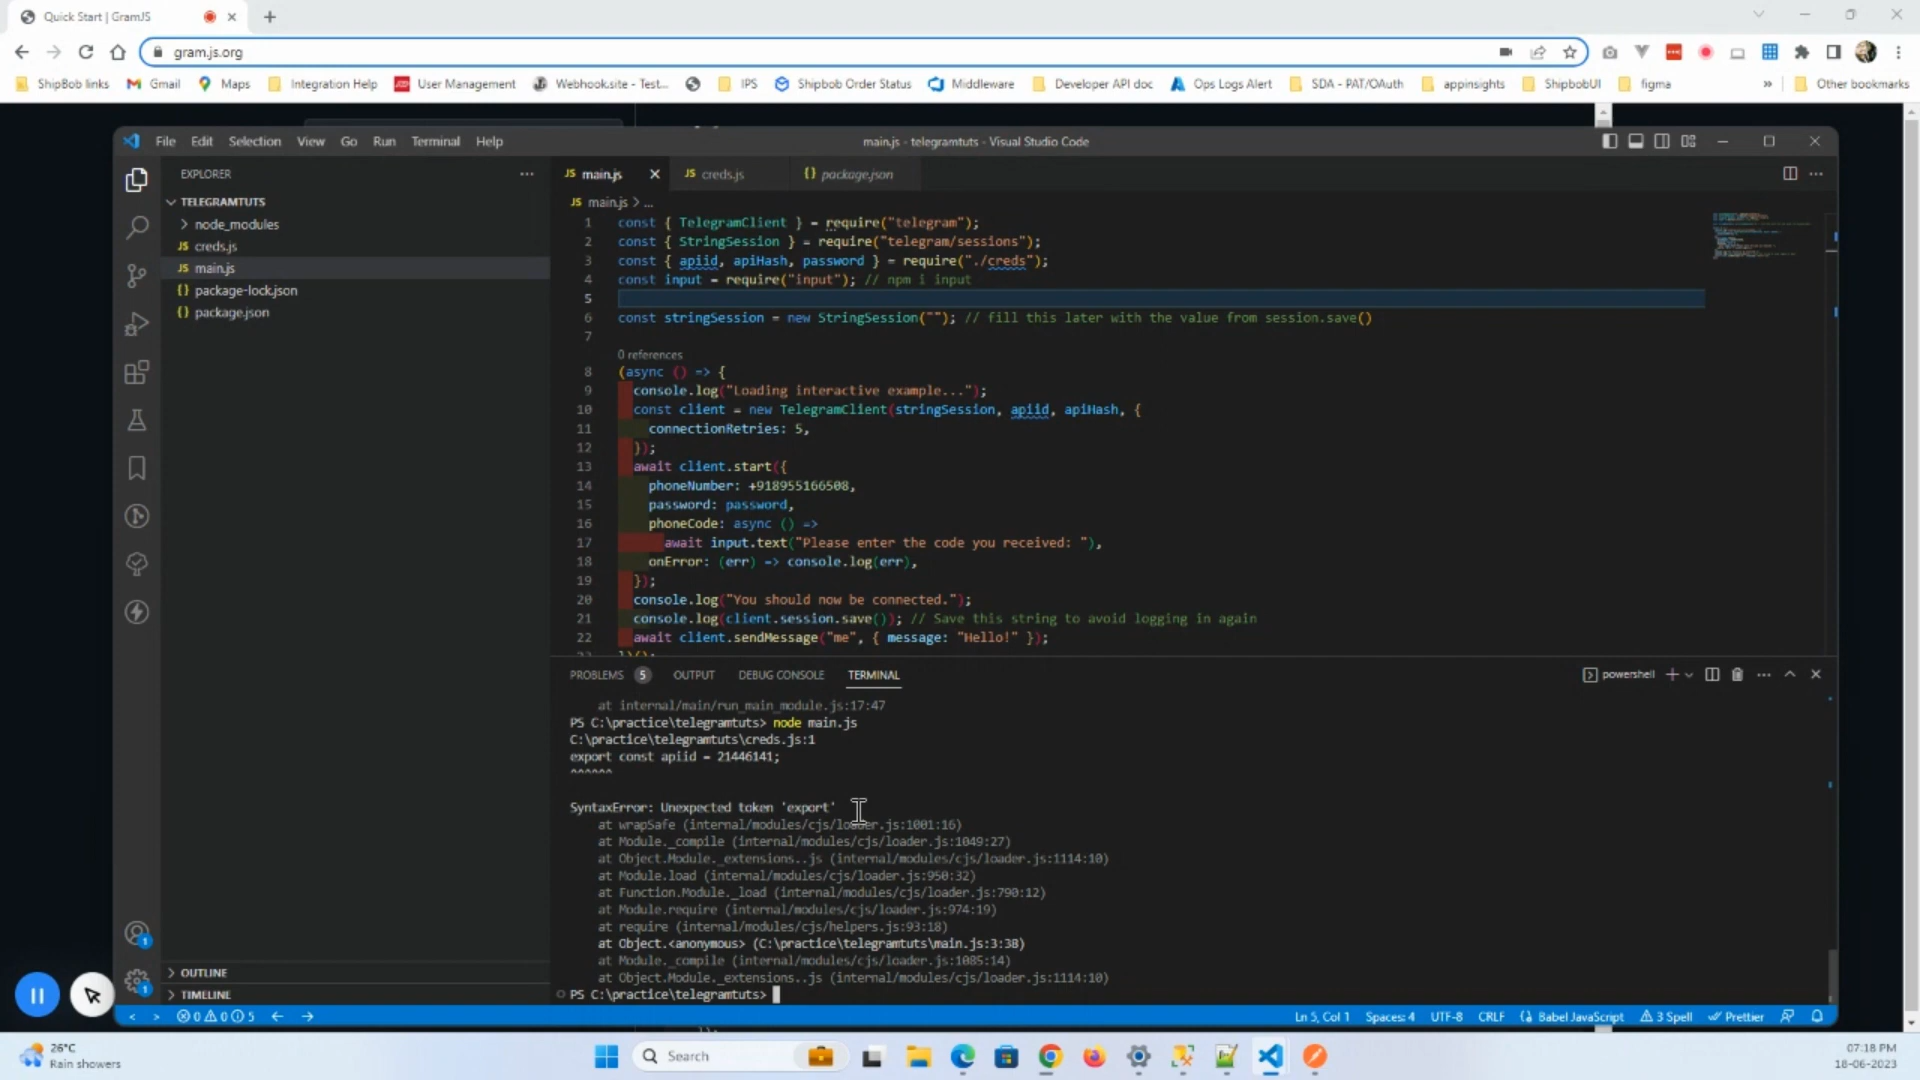 Quick Start | GramJS
gram.js.org
ShipBob links Gmail Maps Integration Help User Management Webhook.site - Test... IPS Shipbob Order Status Middleware Developer API doc Ops Logs Alert SDA - PAT/OAuth appinsights ShipbobUI figma » Other bookmarks
File Edit Selection View Go Run Terminal Help main.js - telegramtuts - Visual Studio Code
EXPLORER
TELEGRAMTUTS
node_modules
JS creds.js
JS main.js
{} package-lock.json
{} package.json
OUTLINE
TIMELINE
JS main.js JS creds.js {} package.json
JS main.js > ...
1 const { TelegramClient } = require("telegram");
2 const { StringSession } = require("telegram/sessions");
3 const { apiid, apiHash, password } = require("./creds");
4 const input = require("input"); // npm i input
5
6 const stringSession = new StringSession(""); // fill this later with the value from session.save()
7
0 references
8 (async () => {
9 console.log("Loading interactive example...");
10 const client = new TelegramClient(stringSession, apiid, apiHash, {
11 connectionRetries: 5,
12 });
13 await client.start({
14 phoneNumber: +918955166508,
15 password: password,
16 phoneCode: async () =>
17 await input.text("Please enter the code you received: "),
18 onError: (err) => console.log(err),
19 });
20 console.log("You should now be connected.");
21 console.log(client.session.save()); // Save this string to avoid logging in again
22 await client.sendMessage("me", { message: "Hello!" });
PROBLEMS 5 OUTPUT DEBUG CONSOLE TERMINAL powershell
at internal/main/run_main_module.js:17:47
PS C:\practice\telegramtuts> node main.js
C:\practice\telegramtuts\creds.js:1
export const apiid = 21446141;
^^^^^^
SyntaxError: Unexpected token 'export'
at wrapSafe (internal/modules/cjs/loader.js:1001:16)
at Module._compile (internal/modules/cjs/loader.js:1049:27)
at Object.Module._extensions..js (internal/modules/cjs/loader.js:1114:10)
at Module.load (internal/modules/cjs/loader.js:950:32)
at Function.Module._load (internal/modules/cjs/loader.js:790:12)
at Module.require (internal/modules/cjs/loader.js:974:19)
at require (internal/modules/cjs/helpers.js:93:18)
at Object.<anonymous> (C:\practice\telegramtuts\main.js:3:38)
at Module._compile (internal/modules/cjs/loader.js:1085:14)
at Object.Module._extensions..js (internal/modules/cjs/loader.js:1114:10)
PS C:\practice\telegramtuts>
0 0 5 Ln 5, Col 1 Spaces: 4 UTF-8 CRLF Babel JavaScript 3 Spell Prettier
26°C
Rain showers
Search
07:18 PM
18-06-2023